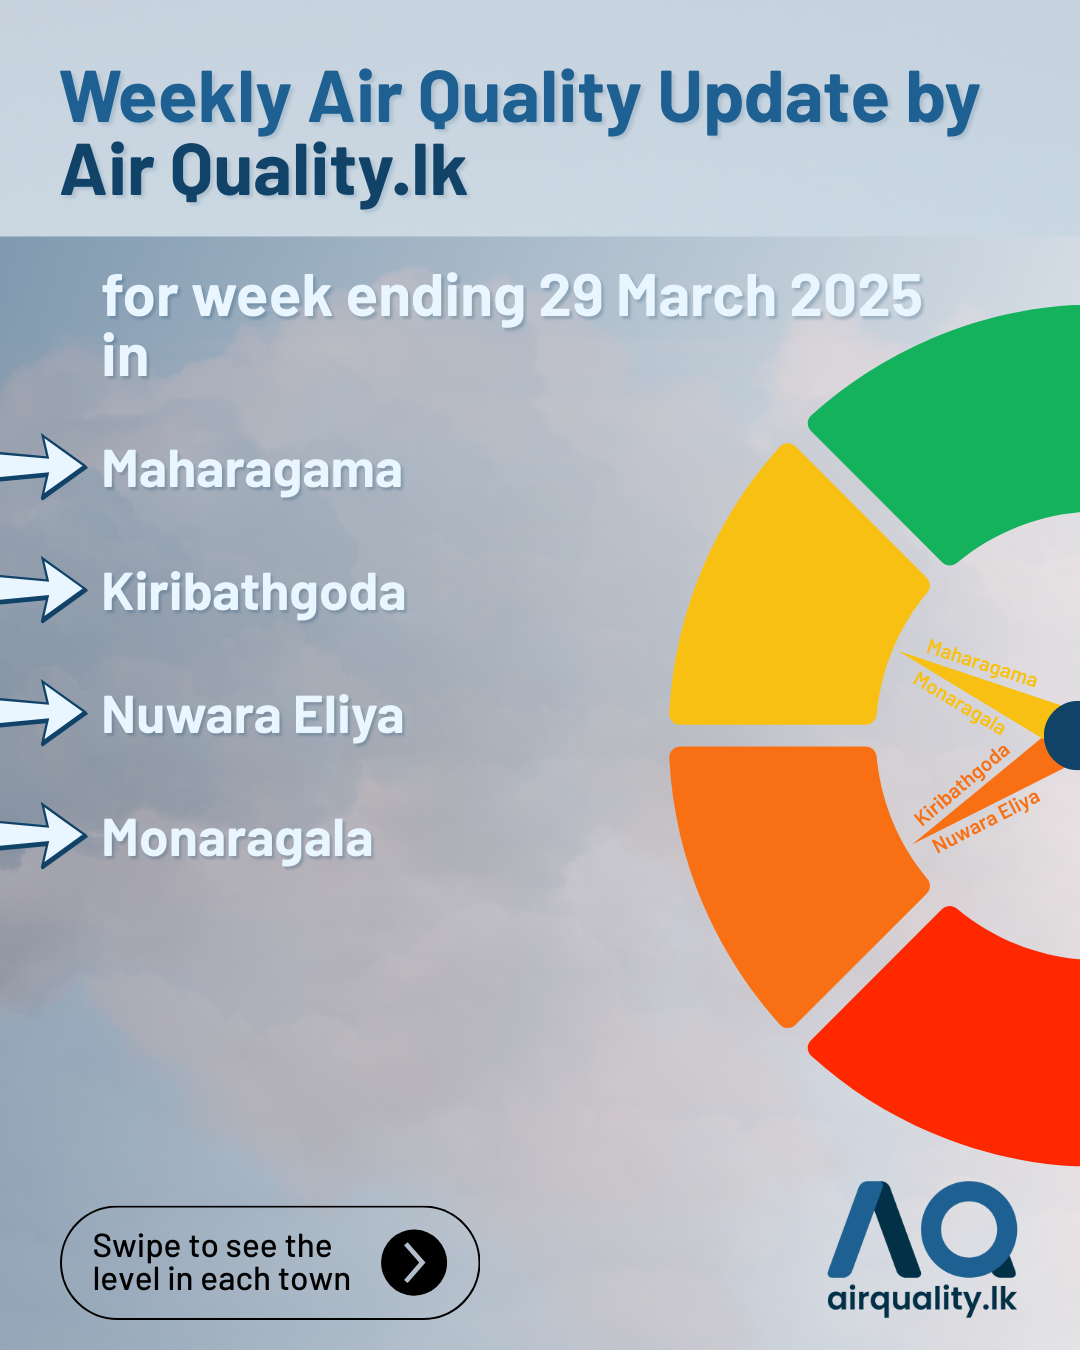 Weekly Air Quality Update by
Air Quality.lk
for week ending 29 March 2025
in
Maharagama
Kiribathgoda
Nuwara Eliya
Monaragala
Maharagama
Monaragala
Kiribathgoda
Nuwara Eliya
Swipe to see the
level in each town
AQ
airquality.lk